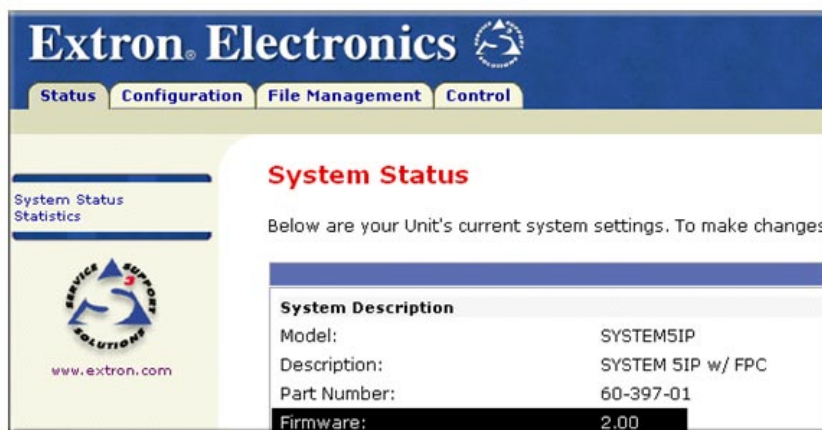 Extron® Electronics
Status Configuration File Management Control
System Status
Statistics
SERVICE SUPPORT SOLUTIONS
S3
www.extron.com
System Status
Below are your Unit's current system settings. To make changes
System Description
Model: SYSTEM5IP
Description: SYSTEM 5IP w/ FPC
Part Number: 60-397-01
Firmware: 2.00